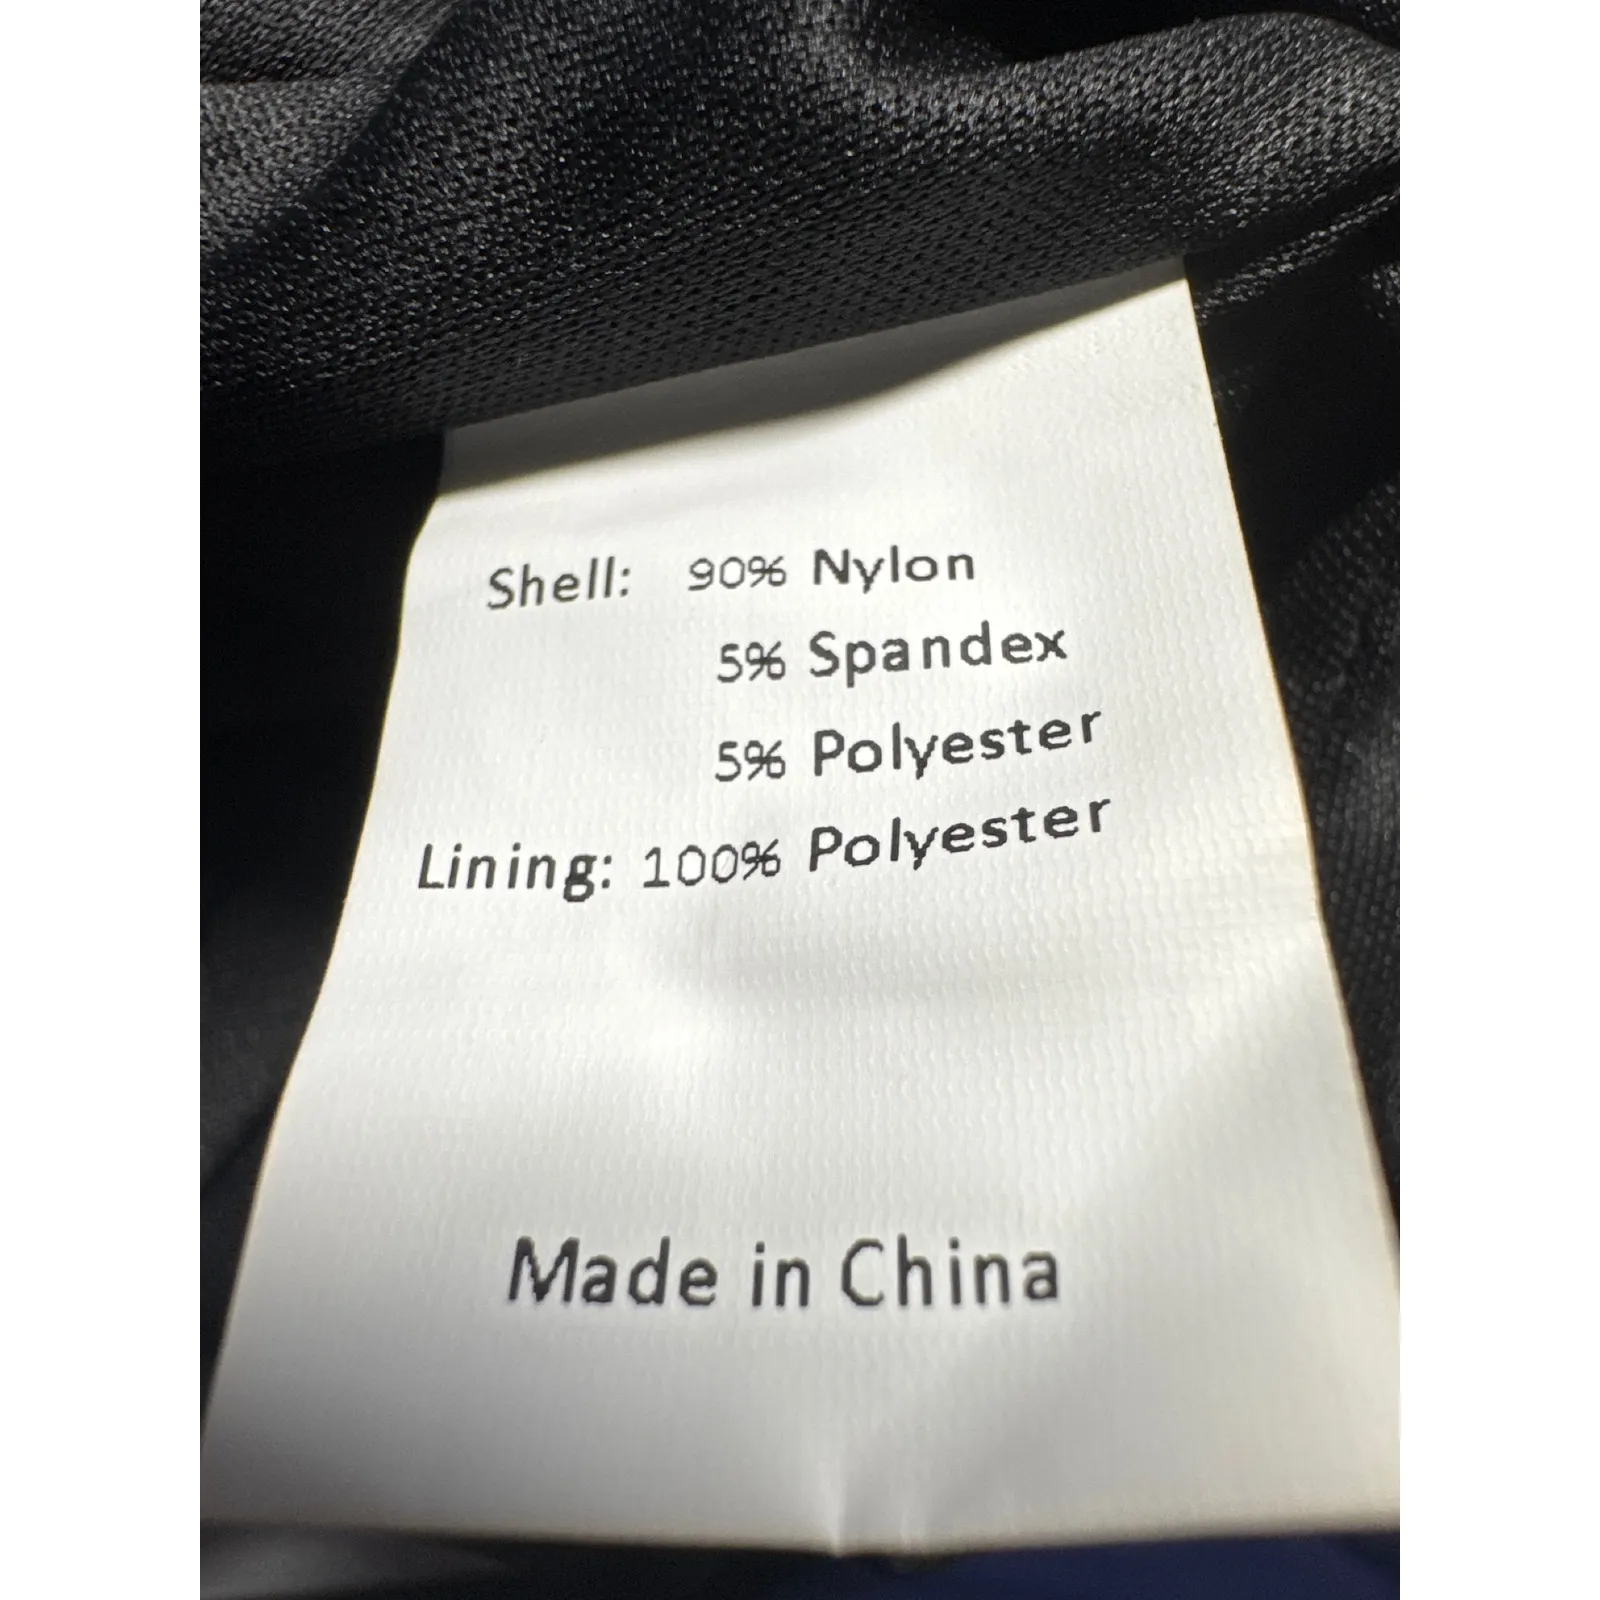 Shell: 90% Nylon
5% Spandex
5% Polyester
Lining: 100% Polyester
Made in China